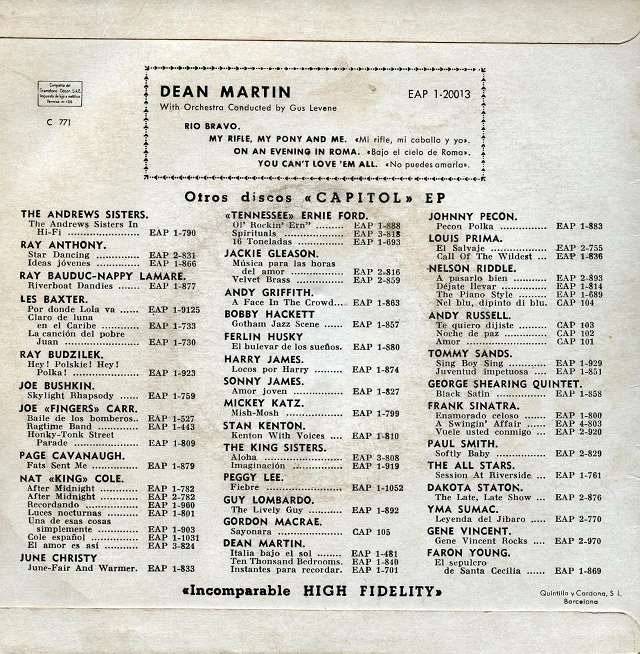 Compañía del
Gramófono Odeón, S.A.E.
C 771
DEAN MARTIN
EAP 1-20013
With Orchestra Conducted by Gus Levene
RIO BRAVO.
MY RIFLE, MY PONY AND ME. «Mi rifle, mi caballo y yo».
ON AN EVENING IN ROMA. «Bajo el cielo de Roma».
YOU CAN'T LOVE 'EM ALL. «No puedes amarla».
Otros discos «CAPITOL» EP
THE ANDREWS SISTERS.
The Andrews Sisters In
Hi-Fi .................. EAP 1-790
RAY ANTHONY.
Star Dancing ........... EAP 2-831
Ideas jóvenes .......... EAP 1-866
RAY BAUDUC-NAPPY LAMARE.
Riverboat Dandies ...... EAP 1-877
LES BAXTER.
Por donde Lola va ...... EAP 1-9125
Claro de luna
en el Caribe ........... EAP 1-733
La canción del pobre
Juan ................... EAP 1-730
RAY BUDZILEK.
Hey! Polskie! Hey!
Polka! ................. EAP 1-923
JOE BUSHKIN.
Skylight Rhapsody ...... EAP 1-759
JOE «FINGERS» CARR.
Baile de los bomberos.. EAP 1-527
Ragtime Band ........... EAP 1-443
Honky-Tonk Street
Parade ................. EAP 1-809
PAGE CAVANAUGH.
Fats Sent Me ........... EAP 1-879
NAT «KING» COLE.
After Midnight ......... EAP 1-782
After Midnight ......... EAP 2-782
Recordando ............. EAP 1-960
Luces nocturnas ........ EAP 1-801
Una de esas cosas
simplemente ............ EAP 1-903
Cole español ........... EAP 1-1031
El amor es así ......... EAP 3-824
JUNE CHRISTY
June-Fair And Warmer. EAP 1-833
«TENNESSEE» ERNIE FORD.
Ol' Rockin' Ern" ....... EAP 1-888
Spirituals ............. EAP 3-818
16 Toneladas ........... EAP 1-693
JACKIE GLEASON.
Música para las horas
del amor ............... EAP 2-816
Velvet Brass ........... EAP 2-859
ANDY GRIFFITH.
A Face In The Crowd... EAP 1-863
BOBBY HACKETT
Gotham Jazz Scene ..... EAP 1-857
FERLIN HUSKY
El bulevar de los sueños. EAP 1-880
HARRY JAMES.
Locos por Harry ........ EAP 1-874
SONNY JAMES.
Amor joven ............. EAP 1-827
MICKEY KATZ.
Mish-Mosh .............. EAP 1-799
STAN KENTON.
Kenton With Voices .... EAP 1-810
THE KING SISTERS.
Aloha .................. EAP 3-808
Imaginación ............ EAP 1-919
PEGGY LEE.
Fiebre ................. EAP 1-1052
GUY LOMBARDO.
The Lively Guy ......... EAP 1-892
GORDON MACRAE.
Sayonara ............... CAP 105
DEAN MARTIN.
Italia bajo el sol ..... EAP 1-481
Ten Thousand Bedrooms. EAP 1-840
Instantes para recordar. EAP 1-701
JOHNNY PECON.
Pecon Polka ............ EAP 1-883
LOUIS PRIMA.
El Salvaje ............. EAP 2-755
Call Of The Wildest ... EAP 1-836
NELSON RIDDLE.
A pasarlo bien ......... EAP 2-893
Déjate llevar .......... EAP 1-814
The Piano Style ........ EAP 1-689
Nel blu, dipinto di blu. CAP 104
ANDY RUSSELL.
Te quiero dijiste ...... CAP 103
Noche de paz ........... CAP 102
Amor ................... CAP 101
TOMMY SANDS.
Sing Boy Sing .......... EAP 1-929
Juventud impetuosa .... EAP 1-851
GEORGE SHEARING QUINTET.
Black Satin ............ EAP 1-858
FRANK SINATRA.
Enamorado celoso ....... EAP 1-800
A Swingin' Affair ...... EAP 4-803
Vuele usted conmigo ... EAP 2-920
PAUL SMITH.
Softly Baby ............ EAP 2-829
THE ALL STARS.
Session At Riverside ... EAP 1-761
DAKOTA STATON.
The Late, Late Show ... EAP 2-876
YMA SUMAC.
Leyenda del Jíbaro .... EAP 2-770
GENE VINCENT.
Gene Vincent Rocks .... EAP 2-970
FARON YOUNG.
El sepulcro
de Santa Cecilia ....... EAP 1-869
«Incomparable HIGH FIDELITY»
Quintilla y Cardona, S. L.
Barcelona